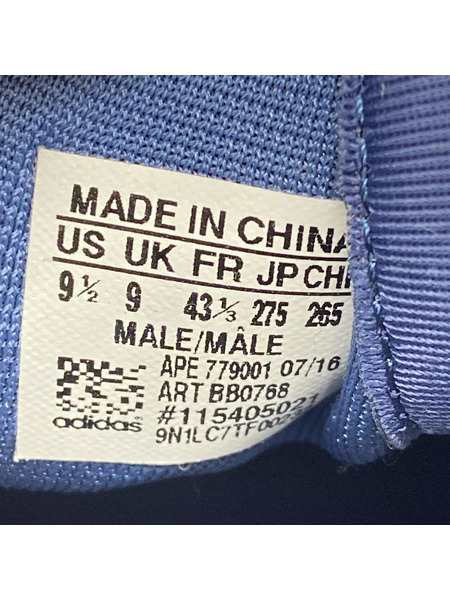 MADE IN CHINA
US UK FR JP CH
9½ 9 43⅓ 275 265
MALE/MÂLE
APE 779001 07/16
ART BB0768
#115405021
adidas